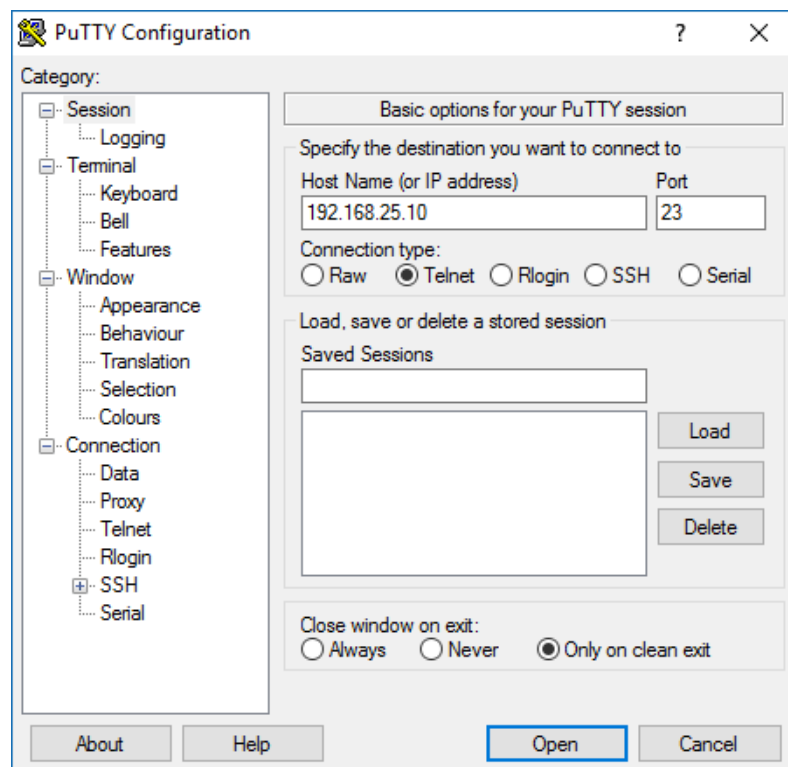 PuTTY Configuration
?
Category:
Session
Logging
Terminal
Keyboard
Bell
Features
Window
Appearance
Behaviour
Translation
Selection
Colours
Connection
Data
Proxy
Telnet
Rlogin
SSH
Serial
Basic options for your PuTTY session
Specify the destination you want to connect to
Host Name (or IP address) Port
192.168.25.10 23
Connection type:
Raw Telnet Rlogin SSH Serial
Load, save or delete a stored session
Saved Sessions
Load
Save
Delete
Close window on exit:
Always Never Only on clean exit
About Help Open Cancel